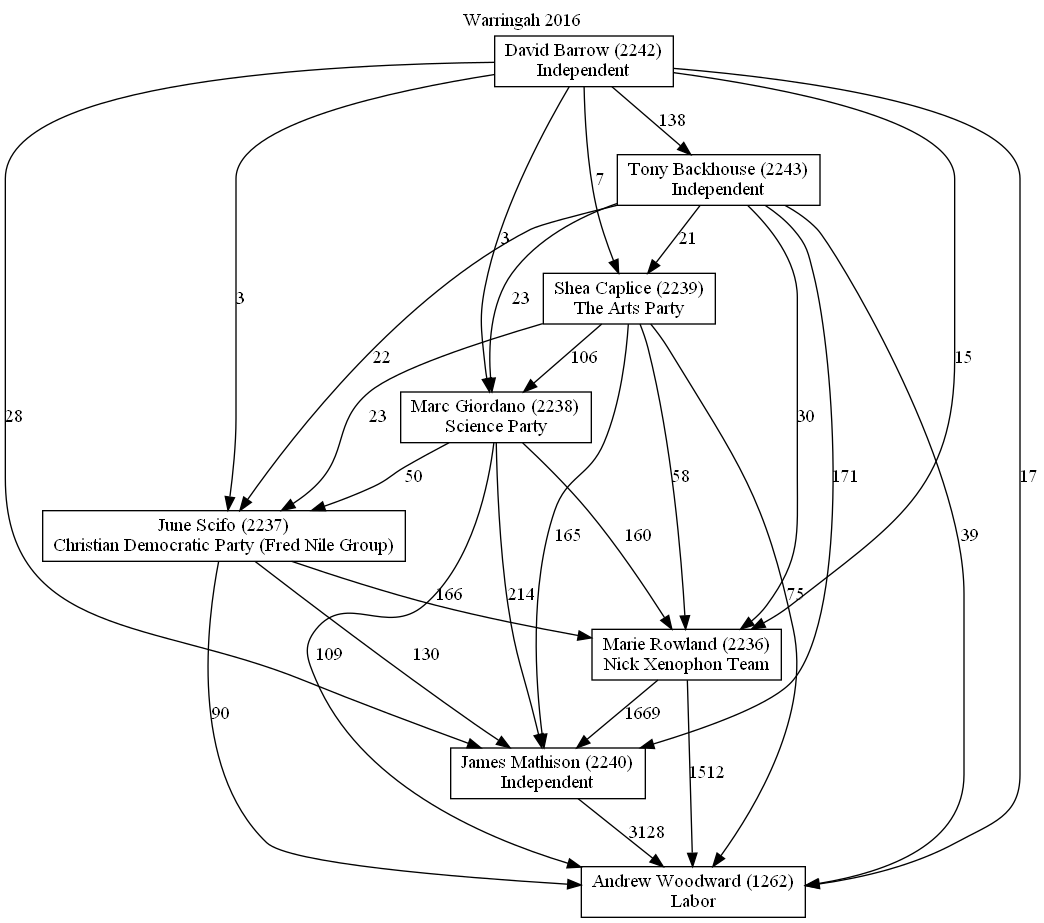 Warringah 2016
David Barrow (2242)
Independent
138
Tony Backhouse (2243)
Independent
7
3
21
Shea Caplice (2239)
The Arts Party
3
23
22
106
15
Marc Giordano (2238)
Science Party
28
23
30
50
58
171
17
June Scifo (2237)
Christian Democratic Party (Fred Nile Group)
165
160
39
166
214
75
Marie Rowland (2236)
Nick Xenophon Team
109
130
90
1669
James Mathison (2240)
Independent
1512
3128
Andrew Woodward (1262)
Labor